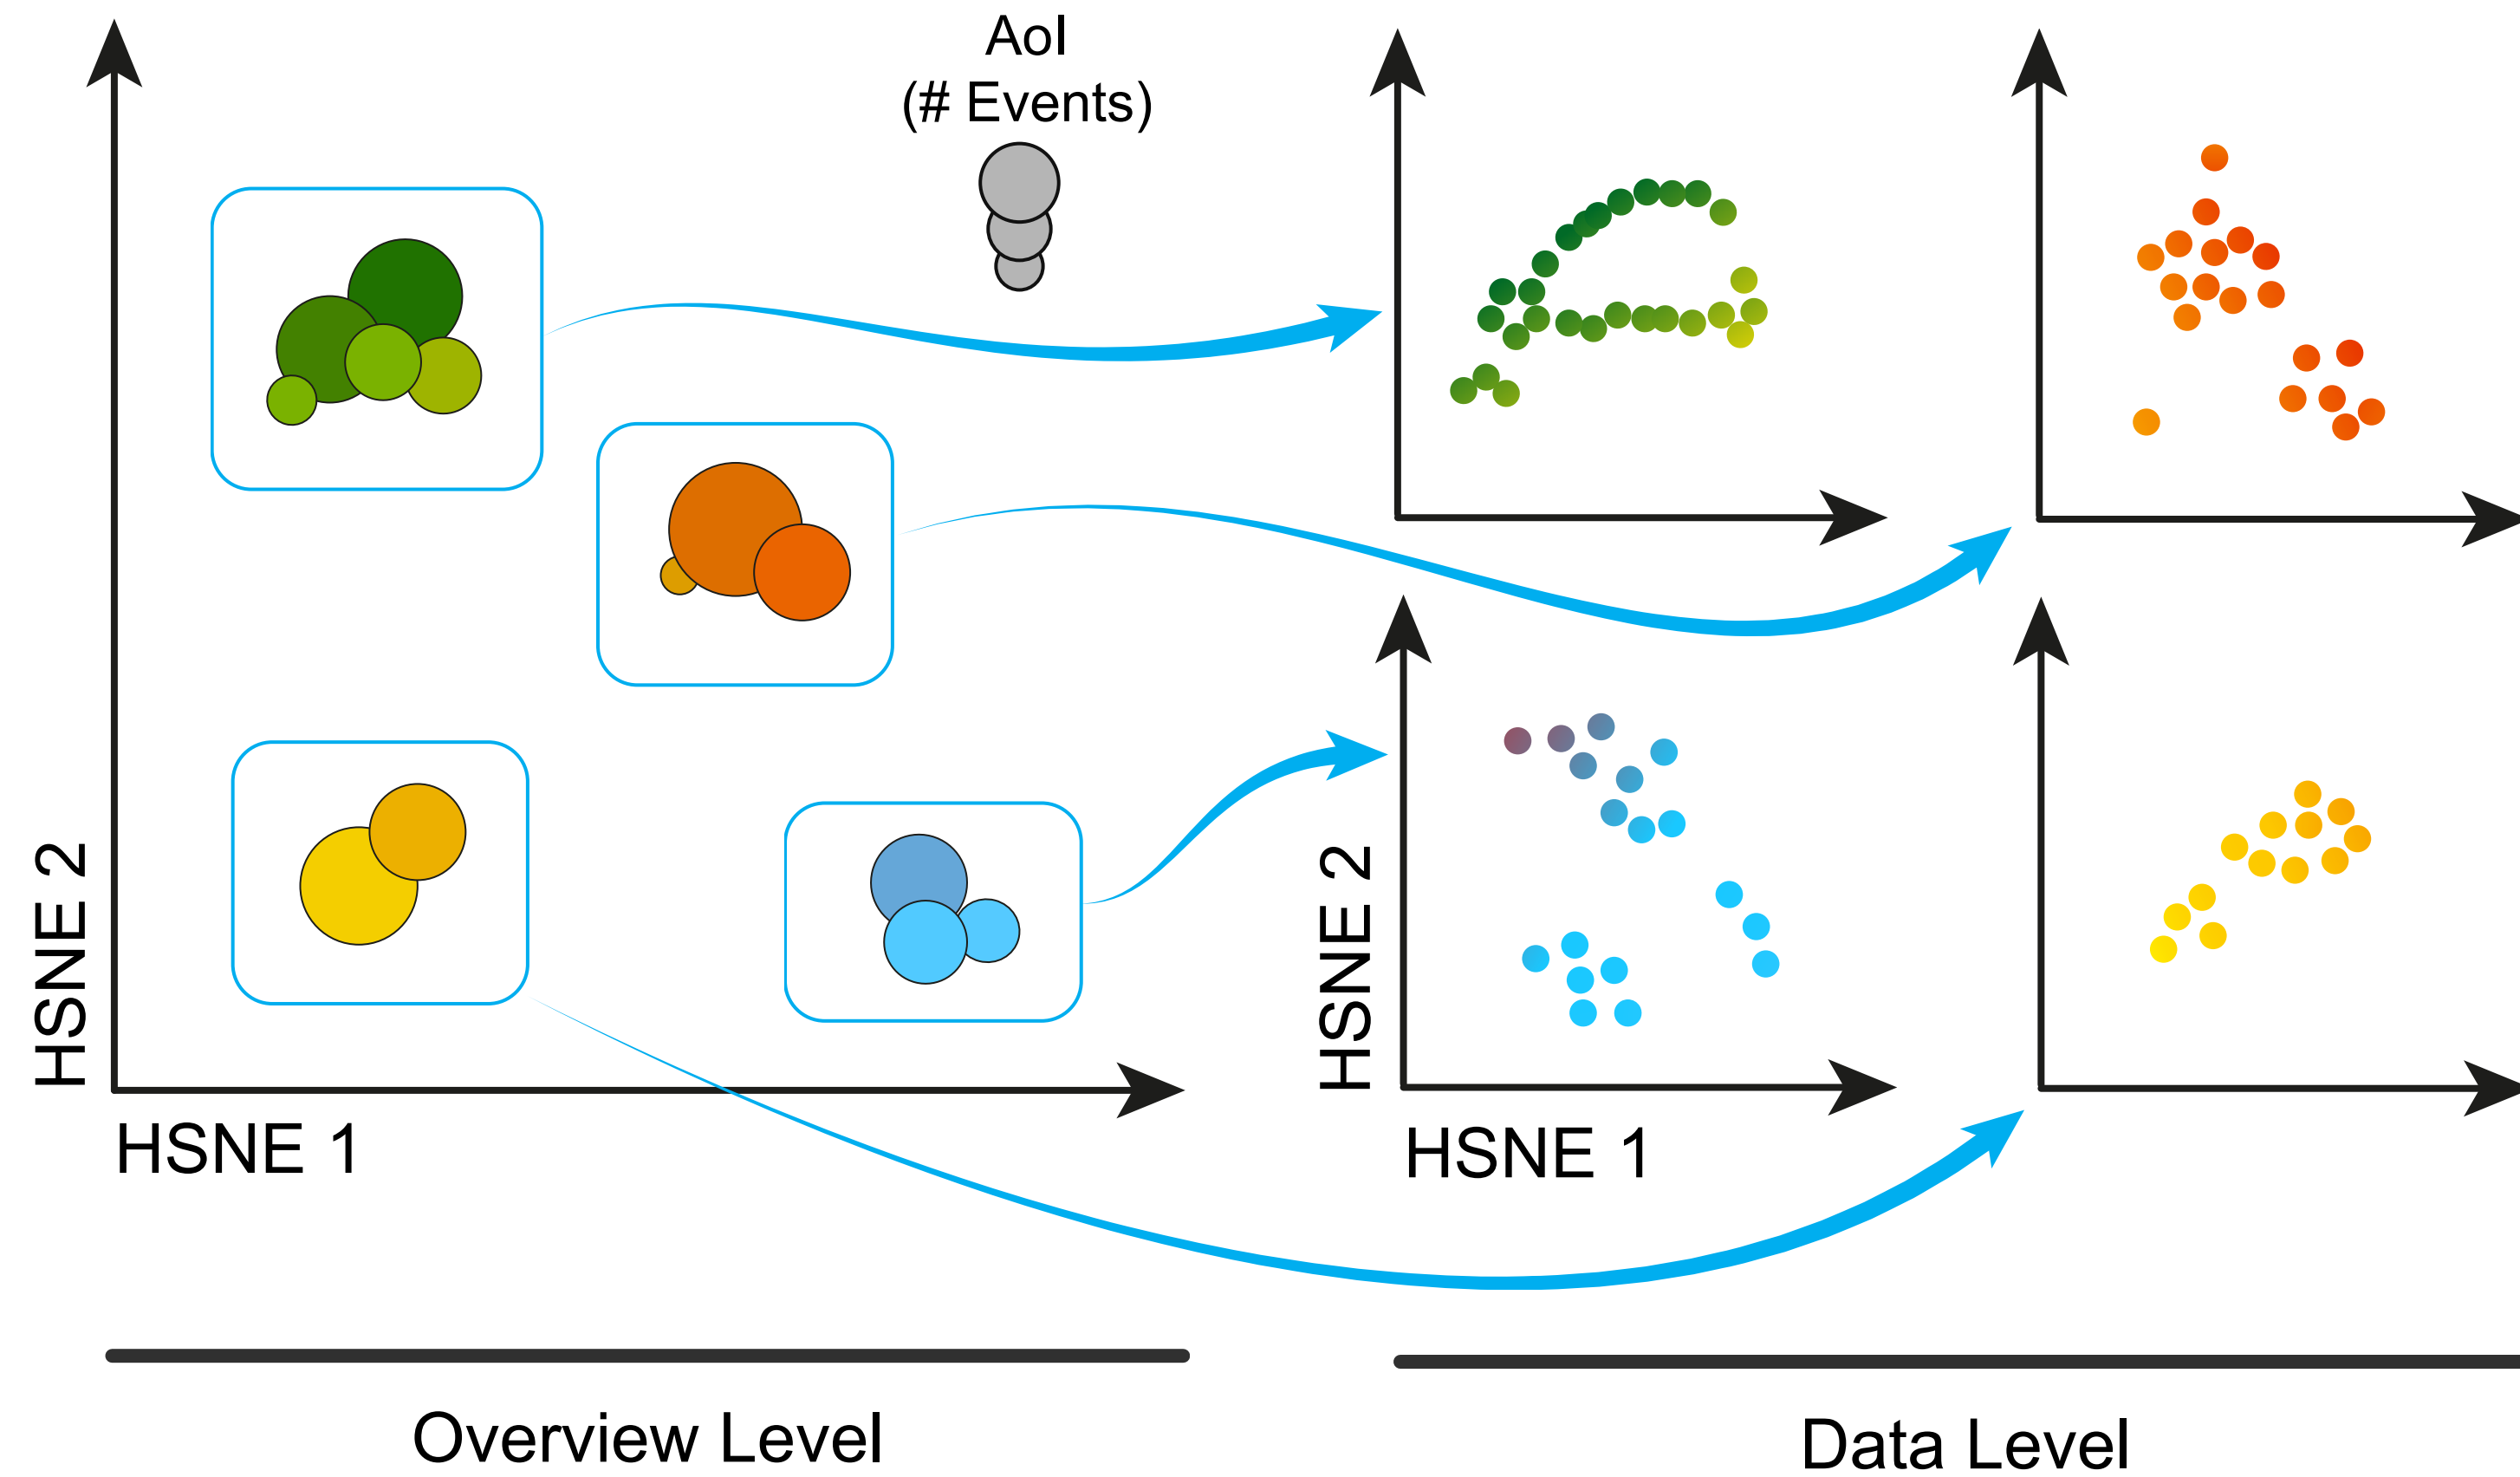 AoI
(# Events)
HSNE 2
HSNE 1
HSNE 2
HSNE 1
Overview Level
Data Level